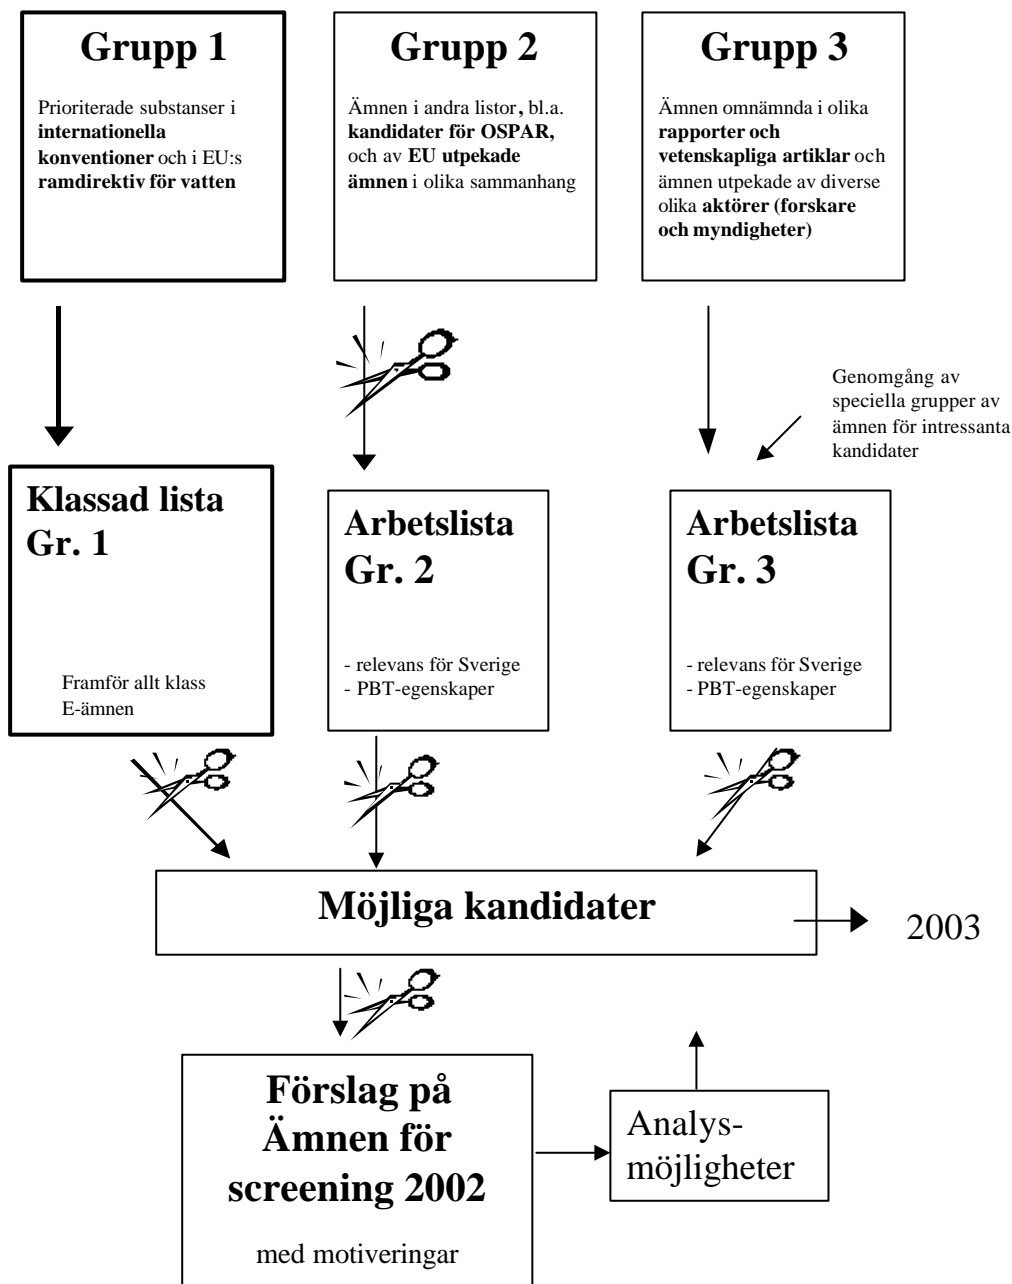 Grupp 1
Prioriterade substanser i
internationella
konventioner och i EU:s
ramdirektiv för vatten
Grupp 2
Ämnen i andra listor, bl.a.
kandidater för OSPAR,
och av EU utpekade
ämnen i olika sammanhang
Grupp 3
Ämnen omnämnda i olika
rapporter och
vetenskapliga artiklar och
ämnen utpekade av diverse
olika aktörer (forskare
och myndigheter)
Genomgång av
speciella grupper av
ämnen för intressanta
kandidater
Klassad lista
Gr. 1
Framför allt klass
E-ämnen
Arbetslista
Gr. 2
- relevans för Sverige
- PBT-egenskaper
Arbetslista
Gr. 3
- relevans för Sverige
- PBT-egenskaper
Möjliga kandidater
2003
Förslag på
Ämnen för
screening 2002
med motiveringar
Analys-
möjligheter